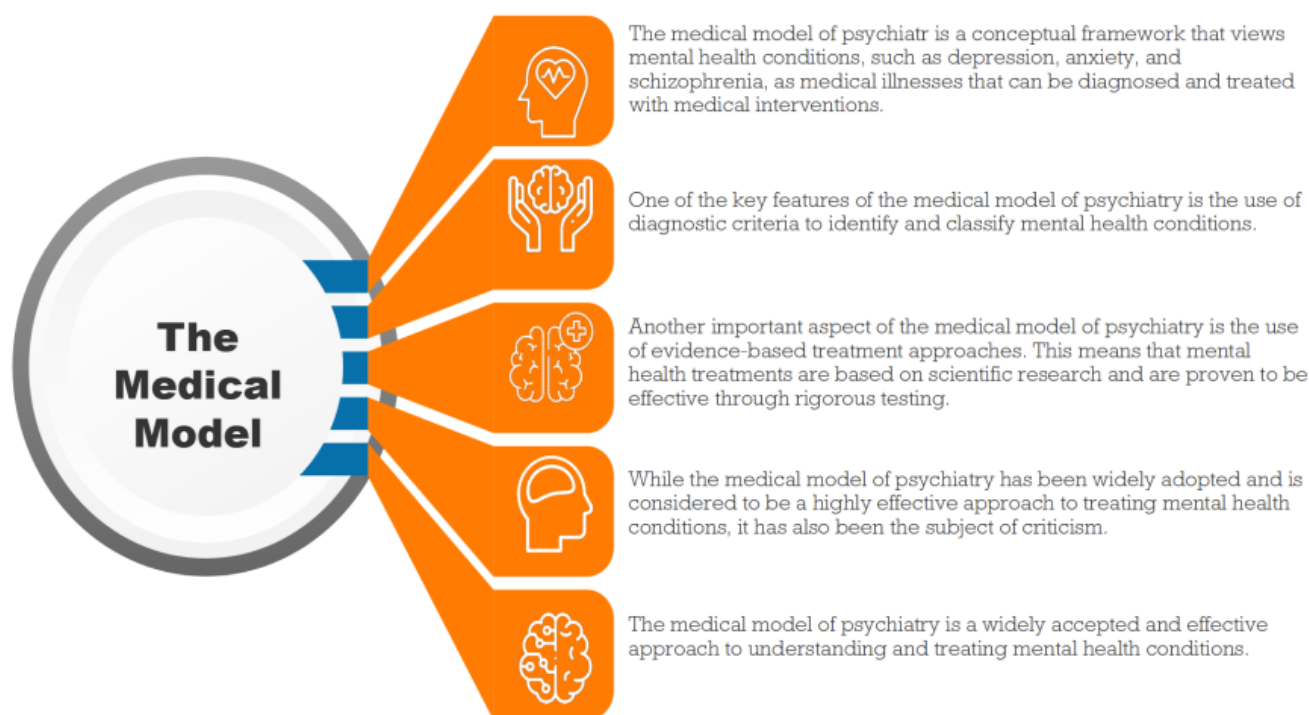 The
Medical
Model
The medical model of psychiatr is a conceptual framework that views
mental health conditions, such as depression, anxiety, and
schizophrenia, as medical illnesses that can be diagnosed and treated
with medical interventions.
One of the key features of the medical model of psychiatry is the use of
diagnostic criteria to identify and classify mental health conditions.
Another important aspect of the medical model of psychiatry is the use
of evidence-based treatment approaches. This means that mental
health treatments are based on scientific research and are proven to be
effective through rigorous testing.
While the medical model of psychiatry has been widely adopted and is
considered to be a highly effective approach to treating mental health
conditions, it has also been the subject of criticism.
The medical model of psychiatry is a widely accepted and effective
approach to understanding and treating mental health conditions.